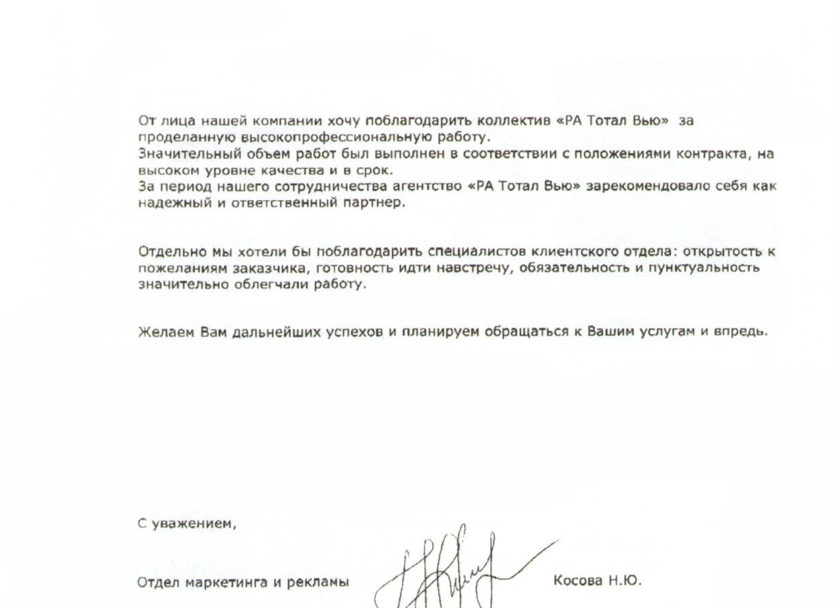 От лица нашей компании хочу поблагодарить коллектив «РА Тотал Вью» за
проделанную высокопрофессиональную работу.
Значительный объем работ был выполнен в соответствии с положениями контракта, на
высоком уровне качества и в срок.
За период нашего сотрудничества агентство «РА Тотал Вью» зарекомендовало себя как
надежный и ответственный партнер.
Отдельно мы хотели бы поблагодарить специалистов клиентского отдела: открытость к
пожеланиям заказчика, готовность идти навстречу, обязательность и пунктуальность
значительно облегчали работу.
Желаем Вам дальнейших успехов и планируем обращаться к Вашим услугам и впредь.
С уважением,
Отдел маркетинга и рекламы Косова Н.Ю.